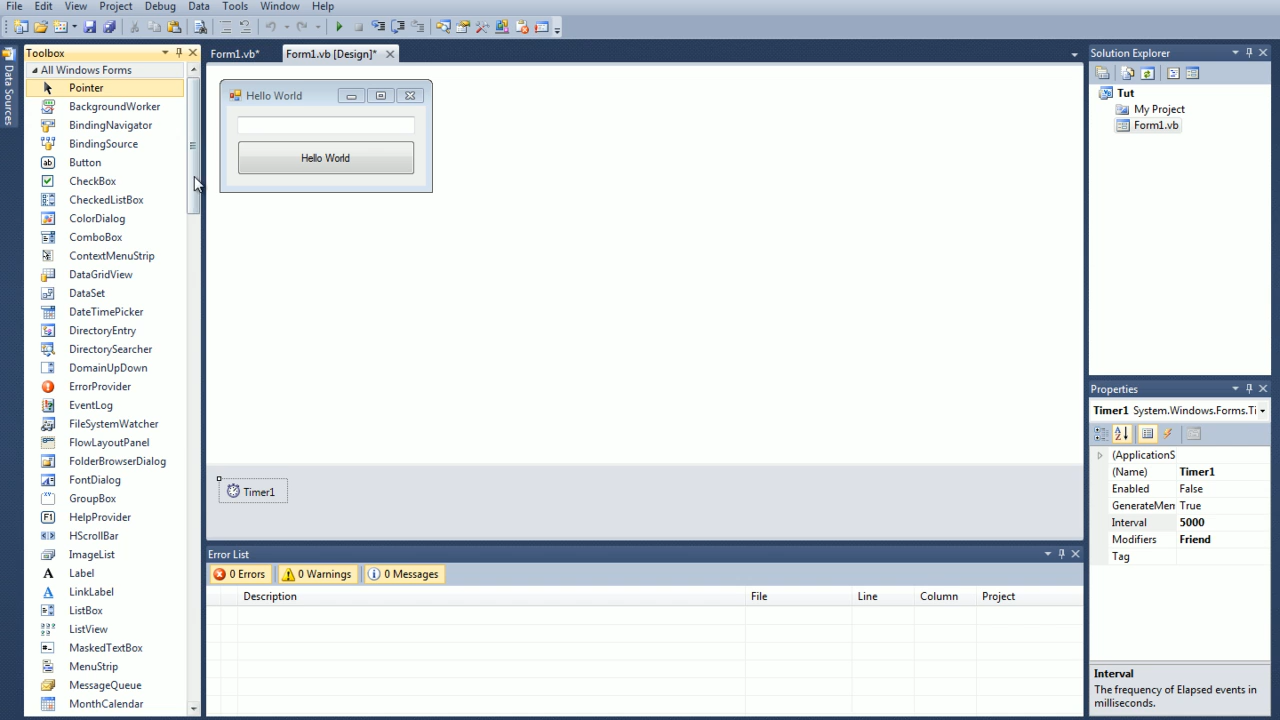 File Edit View Project Debug Data Tools Window Help
Data Sources
Toolbox
All Windows Forms
Pointer
BackgroundWorker
BindingNavigator
BindingSource
Button
CheckBox
CheckedListBox
ColorDialog
ComboBox
ContextMenuStrip
DataGridView
DataSet
DateTimePicker
DirectoryEntry
DirectorySearcher
DomainUpDown
ErrorProvider
EventLog
FileSystemWatcher
FlowLayoutPanel
FolderBrowserDialog
FontDialog
GroupBox
HelpProvider
HScrollBar
ImageList
Label
LinkLabel
ListBox
ListView
MaskedTextBox
MenuStrip
MessageQueue
MonthCalendar
Form1.vb* Form1.vb [Design]*
Hello World
Hello World
Timer1
Error List
0 Errors 0 Warnings 0 Messages
Description File Line Column Project
Solution Explorer
Tut
My Project
Form1.vb
Properties
Timer1 System.Windows.Forms.Ti
(ApplicationS
(Name) Timer1
Enabled False
GenerateMen True
Interval 5000
Modifiers Friend
Tag
Interval
The frequency of Elapsed events in
milliseconds.